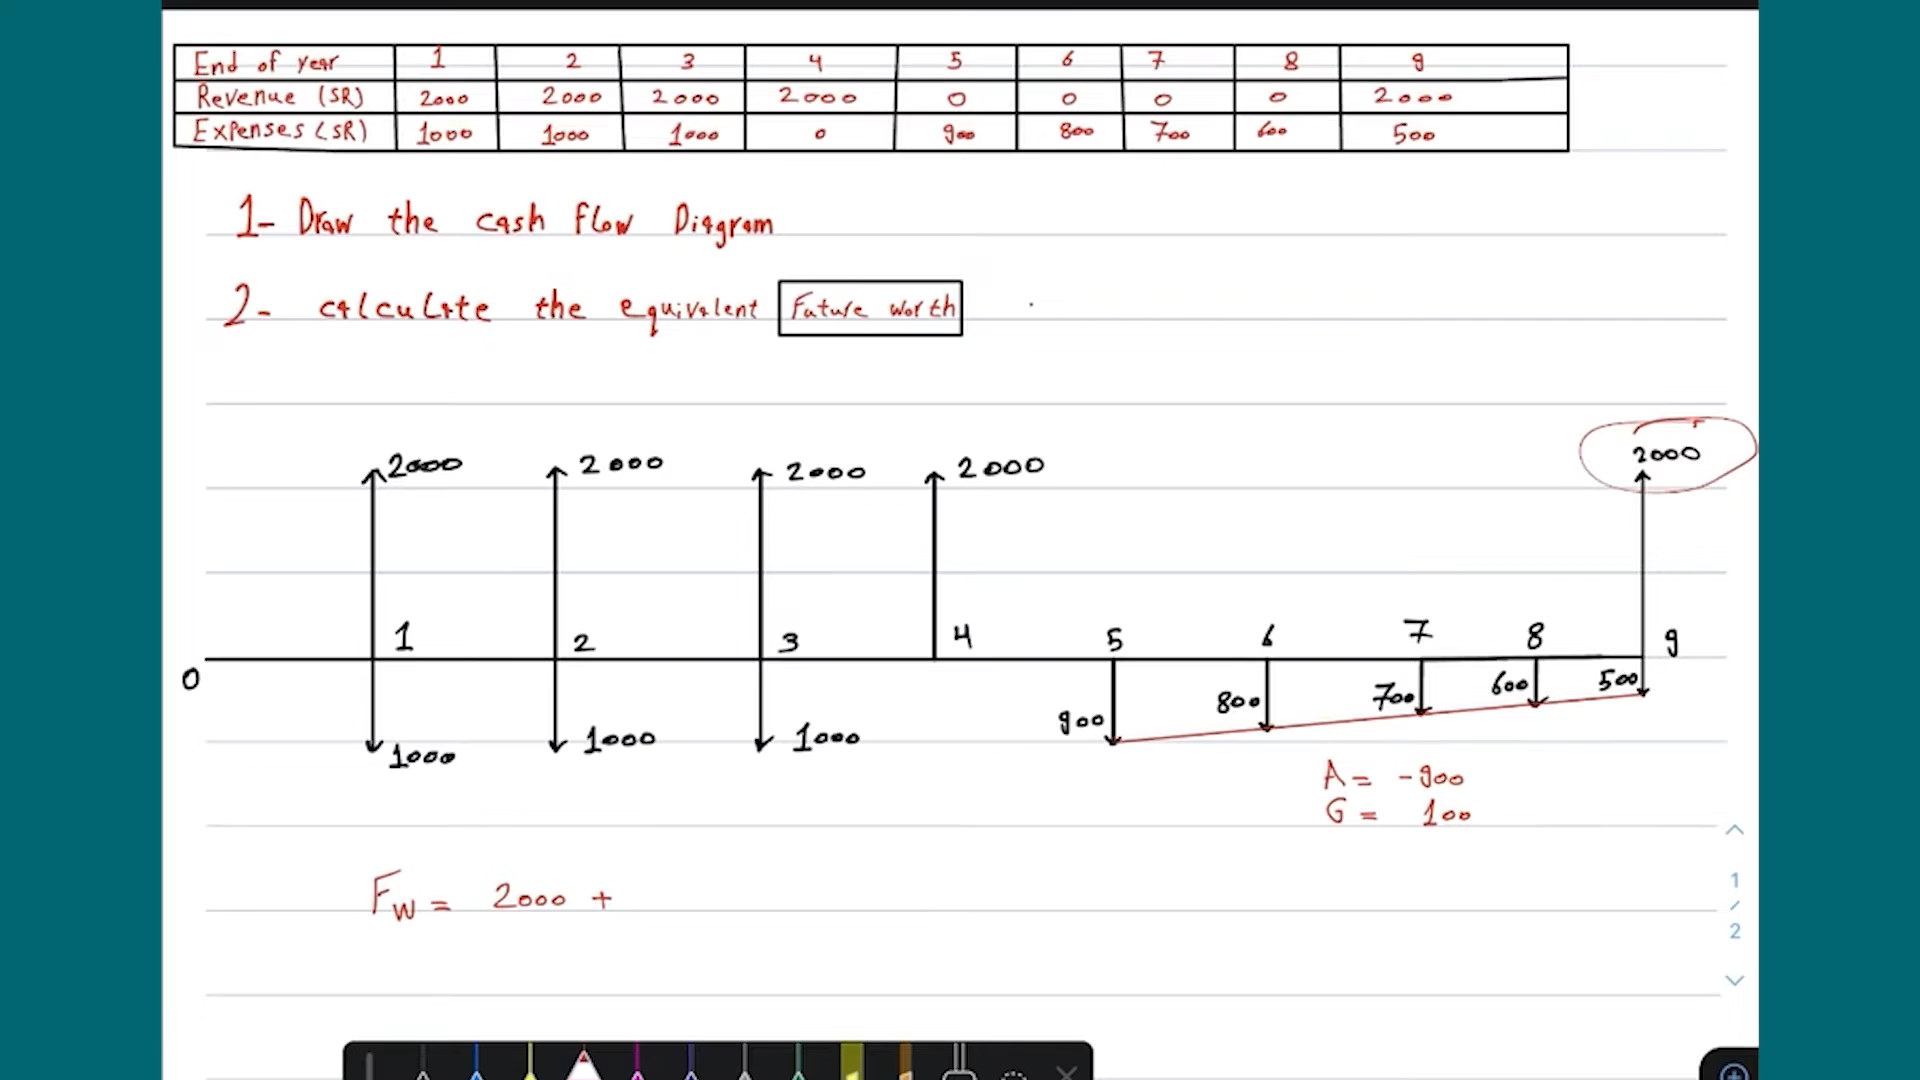 End of year 1 2 3 4 5 6 7 8 9
Revenue (SR) 2000 2000 2000 2000 0 0 0 0 2000
Expenses (SR) 1000 1000 1000 0 900 800 700 600 500
1- Draw the cash flow Diagram
2- calculate the equivalent Future worth
2000 2000 2000 2000 2000
0 1 2 3 4 5 6 7 8 9
1000 1000 1000 900 800 700 600 500
A = -900
G = 100
FW = 2000 +
1
/
2